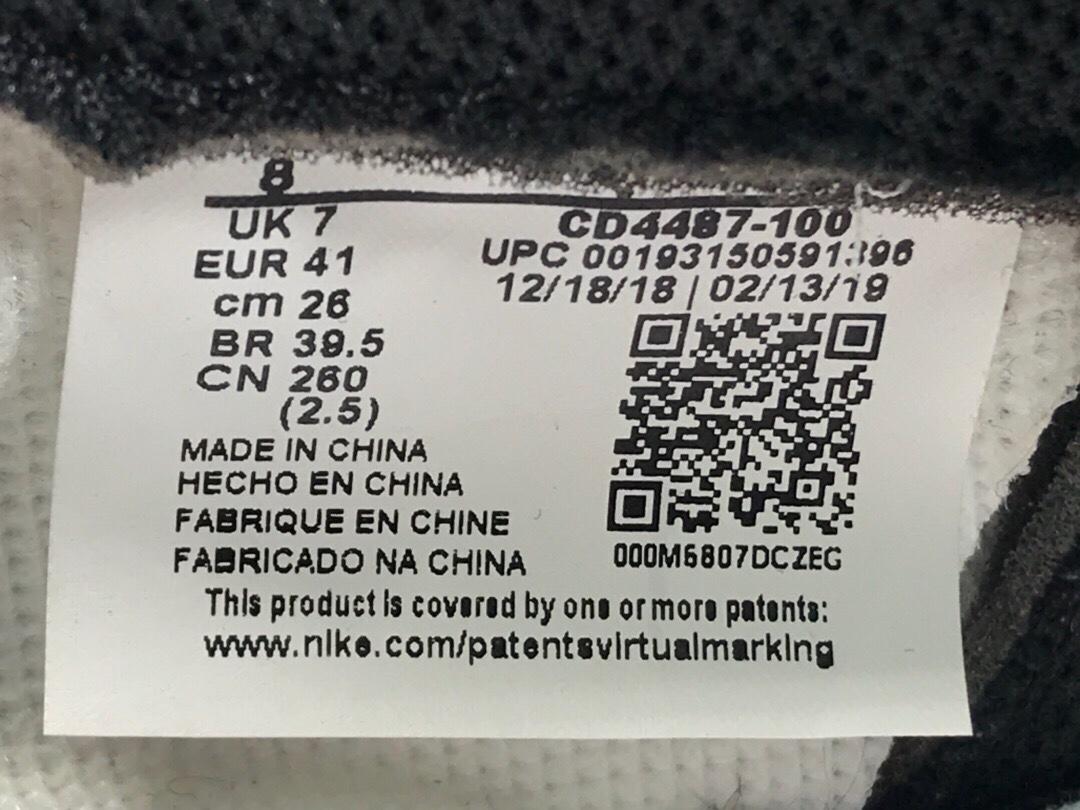 8
UK 7
EUR 41
cm 26
BR 39.5
CN 260
(2.5)
CD4487-100
UPC 00193150591396
12/18/18 | 02/13/19
000M6807DCZEG
MADE IN CHINA
HECHO EN CHINA
FABRIQUE EN CHINE
FABRICADO NA CHINA
This product is covered by one or more patents:
www.nike.com/patentsvirtualmarking